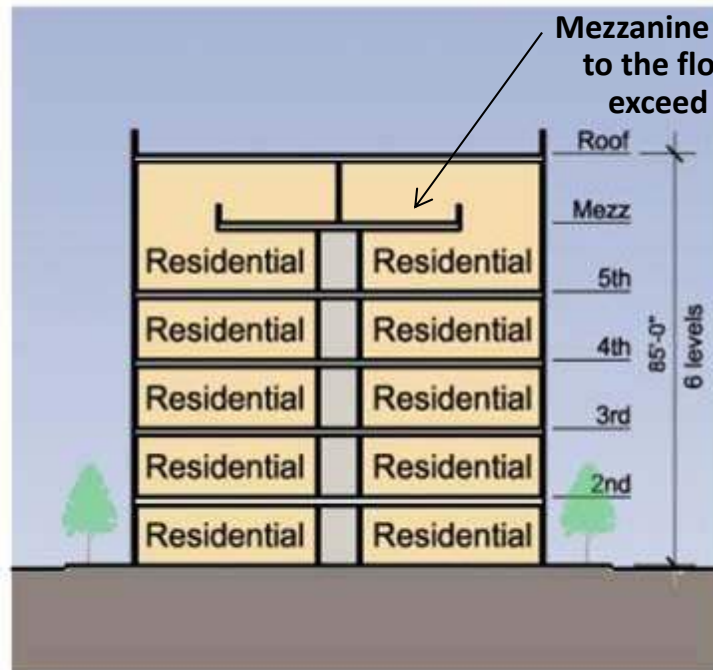 Mezzanine
to the flo
exceed
Roof
Mezz
Residential Residential
5th
Residential Residential
4th
Residential Residential
3rd
Residential Residential
2nd
Residential Residential
85'-0"
6 levels